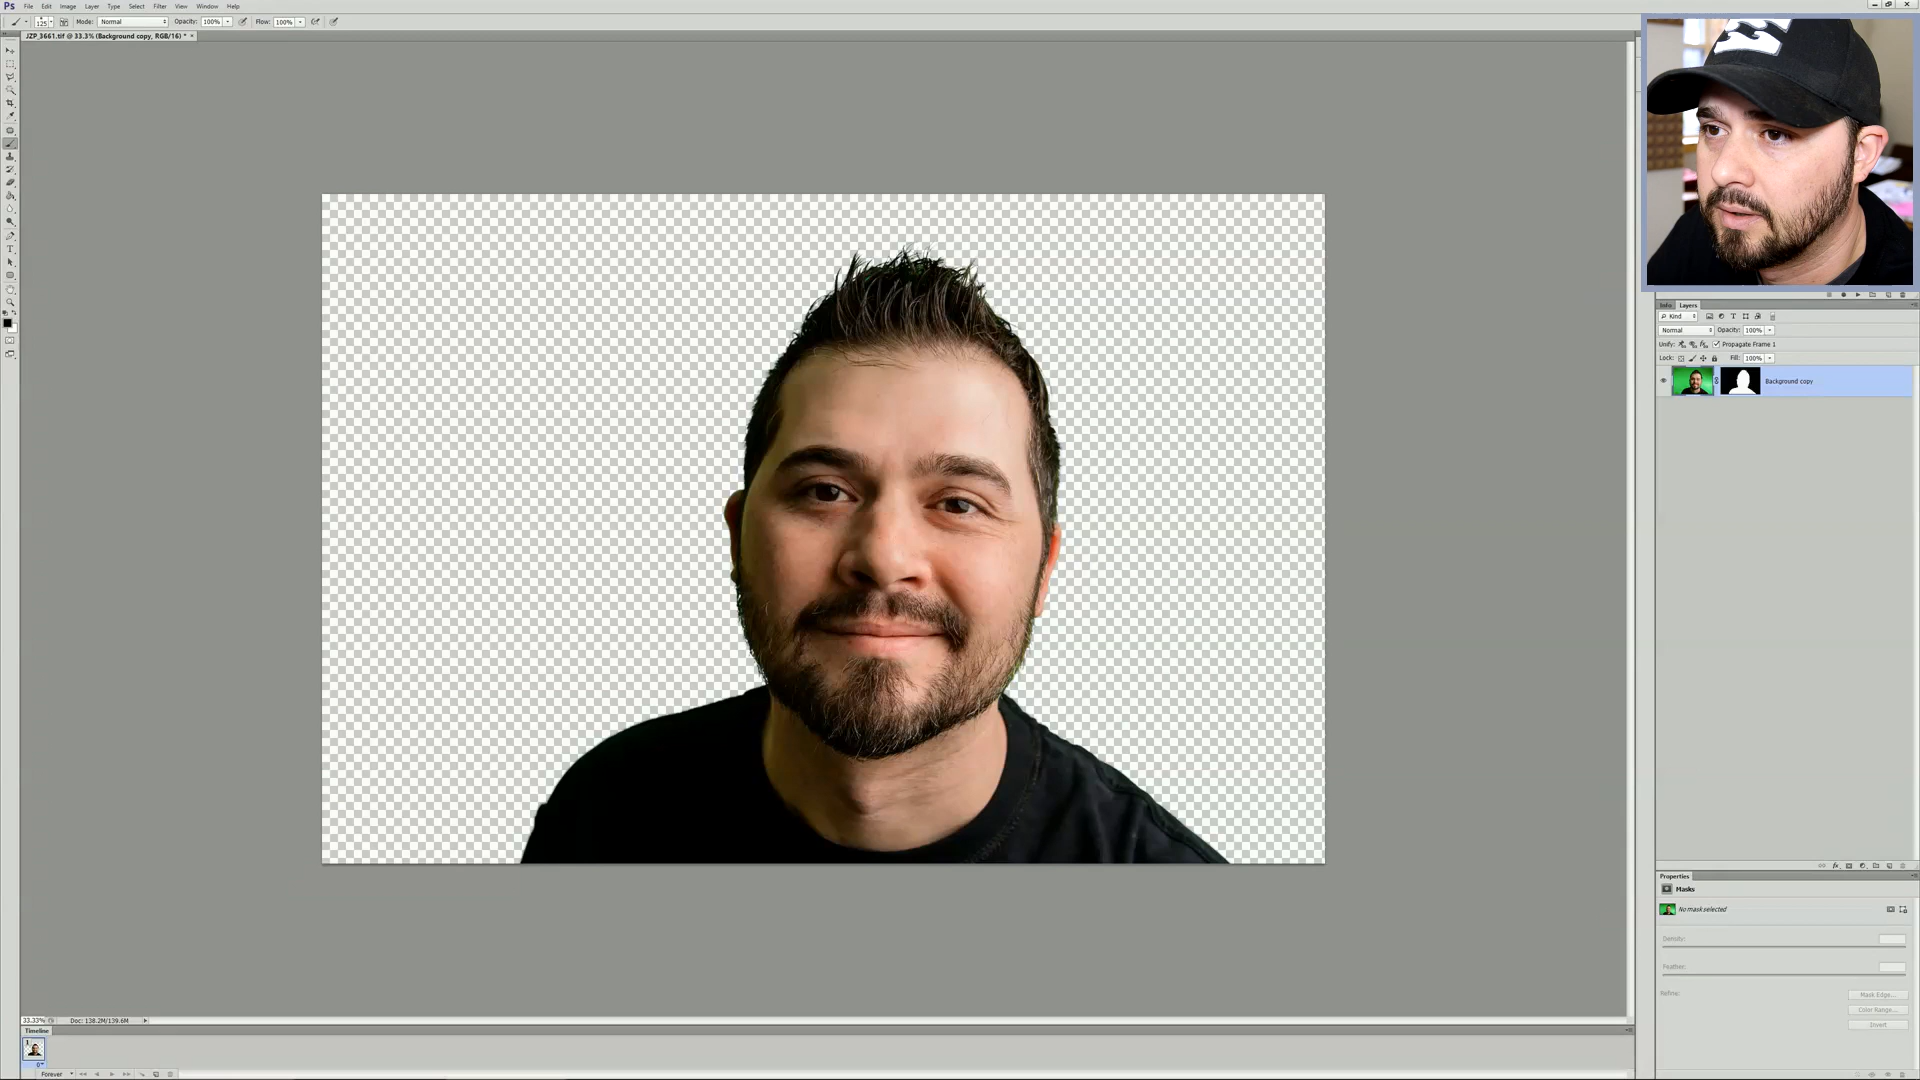 Ps File Edit Image Layer Type Select Filter 3D View Window Help
125 Mode: Normal Opacity: 100% Flow: 100%
JZP_3661.tif @ 33.3% (Background copy, RGB/16) * ×
Info Layers
Kind
Normal Opacity: 100%
Unify: Propagate Frame 1
Lock: Fill: 100%
Background copy
Properties
Masks
No mask selected
Density:
Feather:
Refine: Mask Edge...
Color Range...
Invert
33.33% Doc: 138.2M/139.6M
Timeline
1
Forever